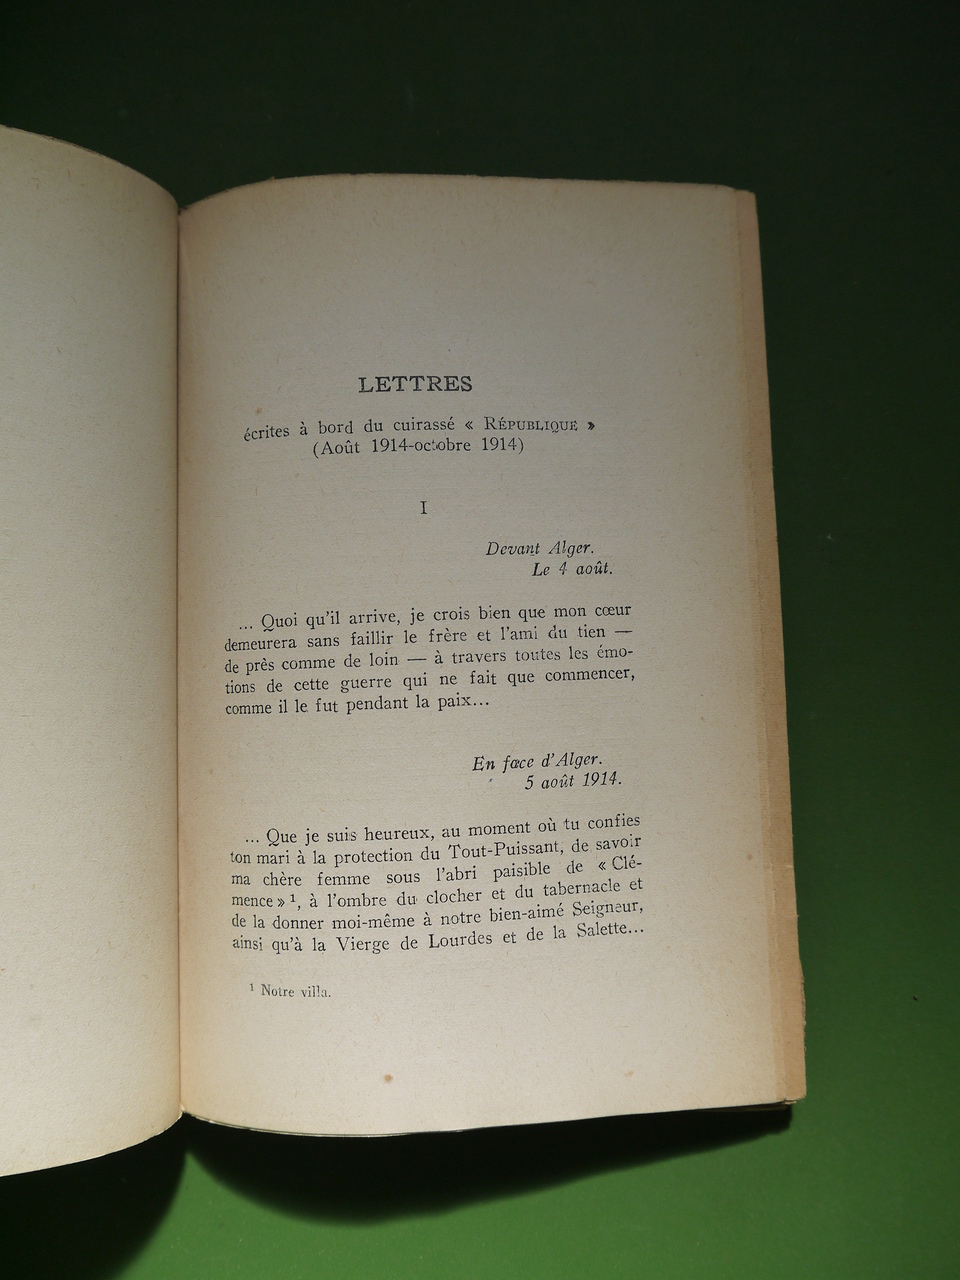 LETTRES
écrites à bord du cuirassé « RÉPUBLIQUE »
(Août 1914-octobre 1914)
I
Devant Alger.
Le 4 août.
... Quoi qu'il arrive, je crois bien que mon cœur
demeurera sans faillir le frère et l'ami du tien —
de près comme de loin — à travers toutes les émo-
tions de cette guerre qui ne fait que commencer,
comme il le fut pendant la paix...
En face d'Alger.
5 août 1914.
... Que je suis heureux, au moment où tu confies
ton mari à la protection du Tout-Puissant, de savoir
ma chère femme sous l'abri paisible de « Clé-
mence » ¹, à l'ombre du clocher et du tabernacle et
de la donner moi-même à notre bien-aimé Seigneur,
ainsi qu'à la Vierge de Lourdes et de la Salette...
¹ Notre villa.